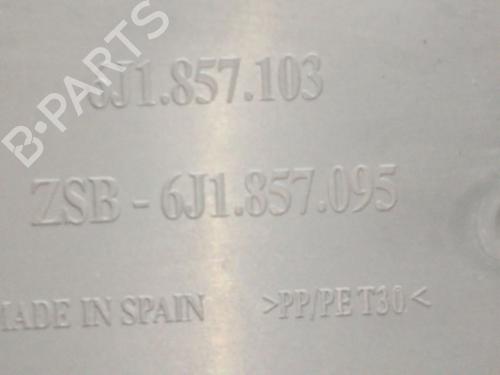 B-PARTS
6J1.857.103
ZSB - 6J1.857.095
MADE IN SPAIN >PP/PE T30<